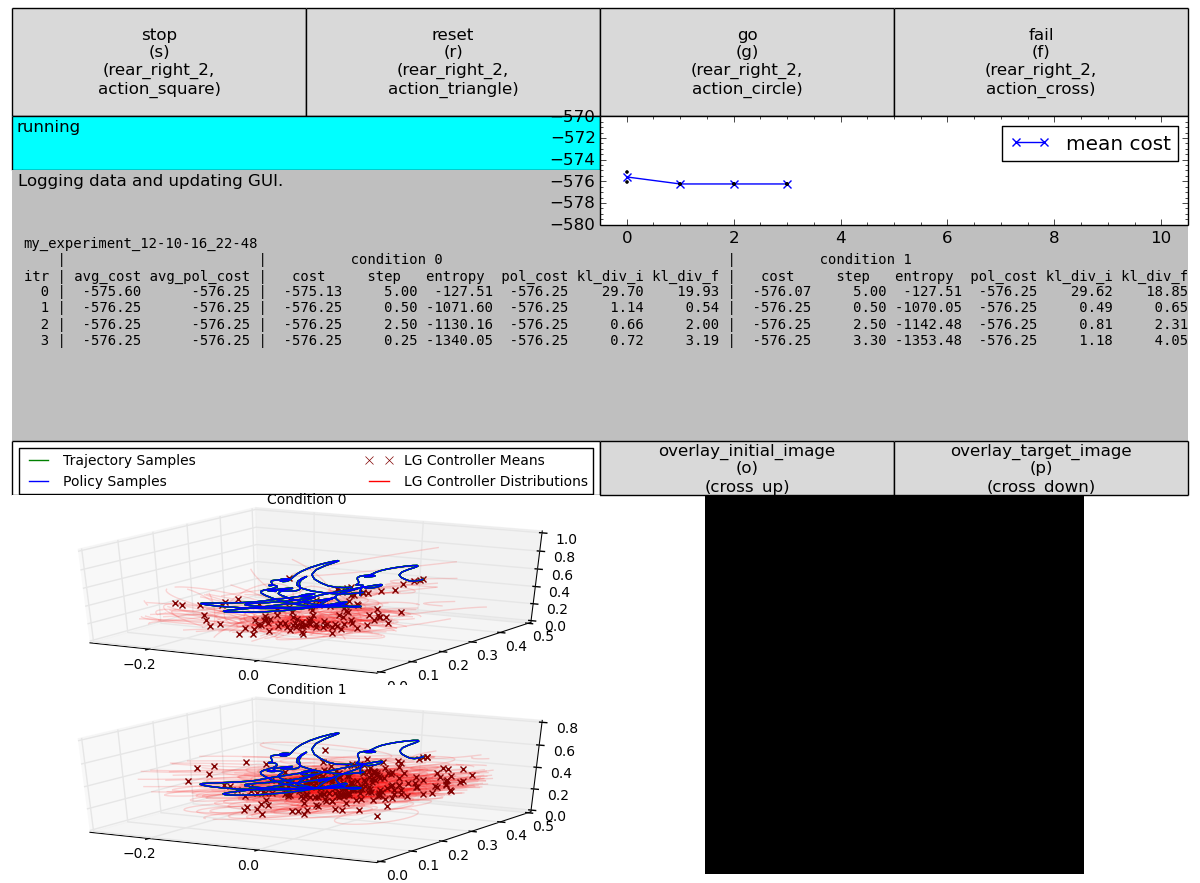 stop
(s)
(rear_right_2,
action_square)
reset
(r)
(rear_right_2,
action_triangle)
go
(g)
(rear_right_2,
action_circle)
fail
(f)
(rear_right_2,
action_cross)
running
Logging data and updating GUI.
−570
−572
−574
−576
−578
−580
0 2 4 6 8 10
mean cost
my_experiment_12-10-16_22-48
| | condition 0 | condition 1
itr | avg_cost avg_pol_cost | cost step entropy pol_cost kl_div_i kl_div_f | cost step entropy pol_cost kl_div_i kl_div_f
0 | -575.60 -576.25 | -575.13 5.00 -127.51 -576.25 29.70 19.93 | -576.07 5.00 -127.51 -576.25 29.62 18.85
1 | -576.25 -576.25 | -576.25 0.50 -1071.60 -576.25 1.14 0.54 | -576.25 0.50 -1070.05 -576.25 0.49 0.65
2 | -576.25 -576.25 | -576.25 2.50 -1130.16 -576.25 0.66 2.00 | -576.25 2.50 -1142.48 -576.25 0.81 2.31
3 | -576.25 -576.25 | -576.25 0.25 -1340.05 -576.25 0.72 3.19 | -576.25 3.30 -1353.48 -576.25 1.18 4.05
Trajectory Samples
Policy Samples
LG Controller Means
LG Controller Distributions
overlay_initial_image
(o)
(cross_up)
overlay_target_image
(p)
(cross_down)
Condition 0
1.0
0.8
0.6
0.4
0.2
0.0
0.5
0.4
0.3
0.2
0.1
0.0
−0.2 0.0
Condition 1
0.8
0.6
0.4
0.2
0.0
0.5
0.4
0.3
0.2
0.1
0.0
−0.2 0.0